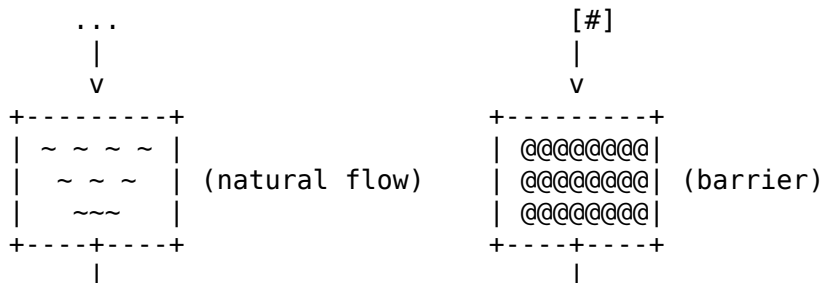 ...                          [#]
     |                            |
     v                            v
+---------+                  +---------+
| ~ ~ ~ ~ |                  | @@@@@@@@|
|  ~ ~ ~  | (natural flow)   | @@@@@@@@| (barrier)
|   ~~~   |                  | @@@@@@@@|
+----+----+                  +----+----+
     |                            |